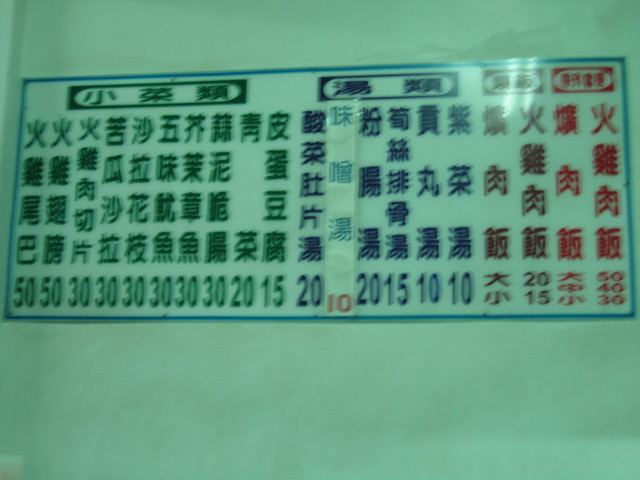 火雞肉飯
爌肉飯
大 50
中 40
小 30
火雞肉飯
爌肉飯
大 20
小 15
湯類
紫菜湯 10
貢丸湯 10
筍絲排骨湯 15
粉腸湯 20
味噌湯 10
酸菜肚片湯 20
小菜類
皮蛋豆腐 15
青菜 20
蒜泥脆腸 30
芥茉章魚 30
五味魷魚 30
沙拉花枝 30
苦瓜沙拉 30
火雞肉切片 30
火雞翅膀 50
火雞尾巴 50